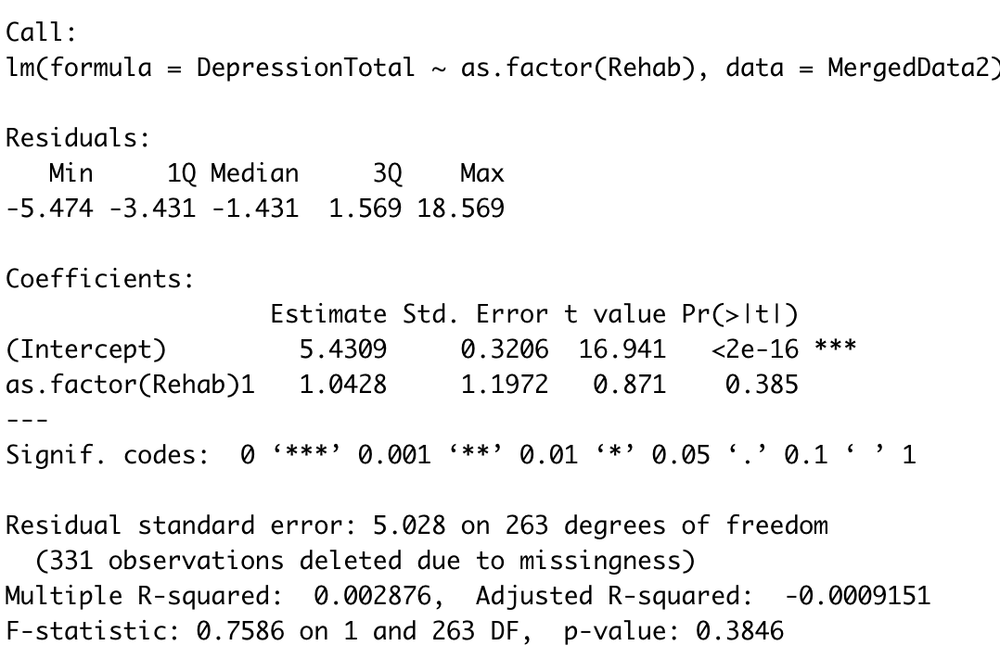 Call:
lm(formula = DepressionTotal ~ as.factor(Rehab), data = MergedData2)
Residuals:
Min 1Q Median 3Q Max
-5.474 -3.431 -1.431 1.569 18.569
Coefficients:
Estimate Std. Error t value Pr(>|t|)
(Intercept) 5.4309 0.3206 16.941 <2e-16 ***
as.factor(Rehab)1 1.0428 1.1972 0.871 0.385
---
Signif. codes: 0 ‘***’ 0.001 ‘**’ 0.01 ‘*’ 0.05 ‘.’ 0.1 ‘ ’ 1
Residual standard error: 5.028 on 263 degrees of freedom
(331 observations deleted due to missingness)
Multiple R-squared: 0.002876, Adjusted R-squared: -0.0009151
F-statistic: 0.7586 on 1 and 263 DF, p-value: 0.3846